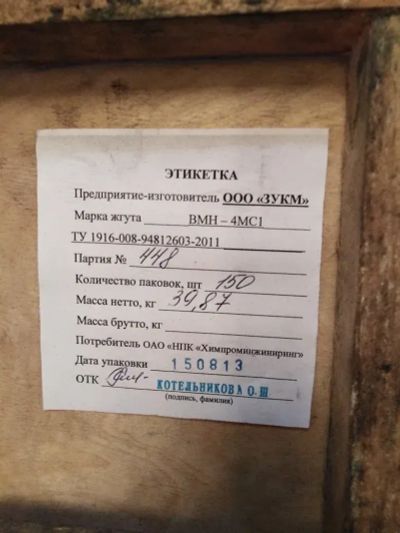 ЭТИКЕТКА
Предприятие-изготовитель ООО «ЗУКМ»
Марка жгута ВМН – 4МС1
ТУ 1916-008-94812603-2011
Партия № 448
Количество паковок, шт 150
Масса нетто, кг 39,87
Масса брутто, кг
Потребитель ОАО «НПК «Химпроминжиниринг»
Дата упаковки 150813
ОТК КОТЕЛЬНИКОВА О.Ш
(подпись, фамилия)